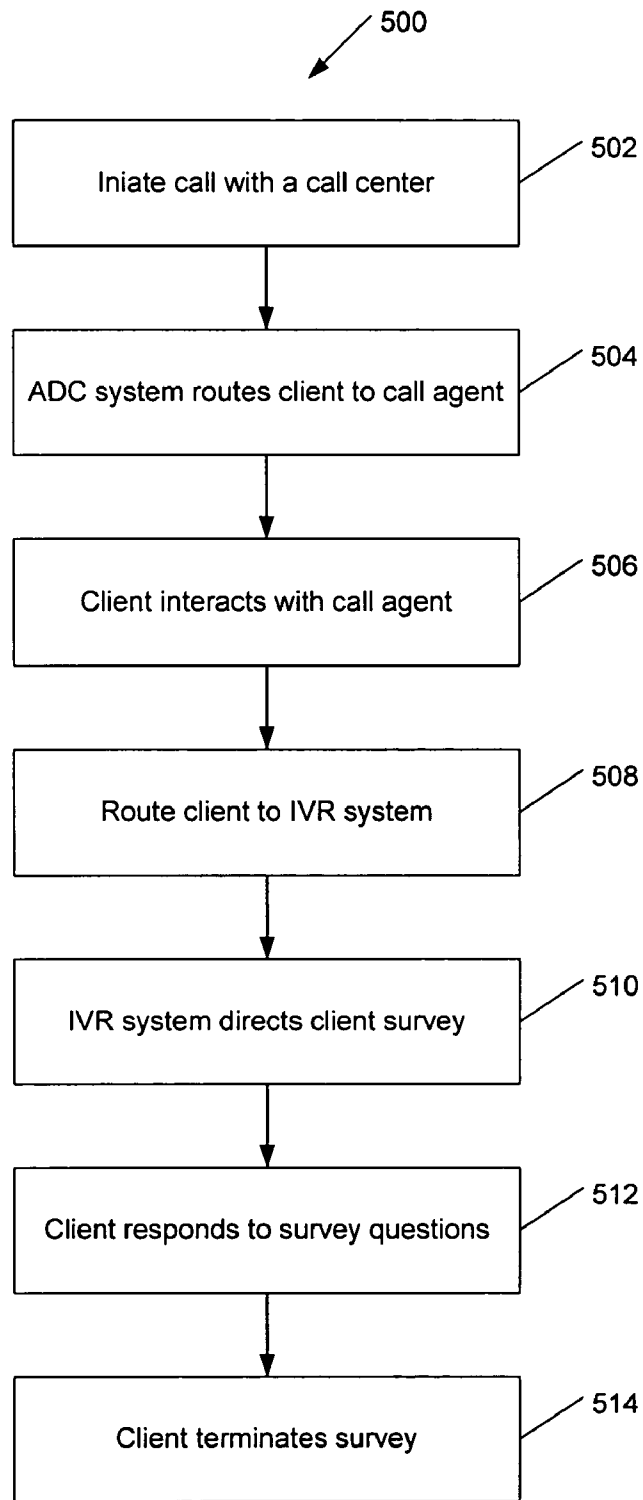 500
Iniate call with a call center
502
ADC system routes client to call agent
504
Client interacts with call agent
506
Route client to IVR system
508
IVR system directs client survey
510
Client responds to survey questions
512
Client terminates survey
514